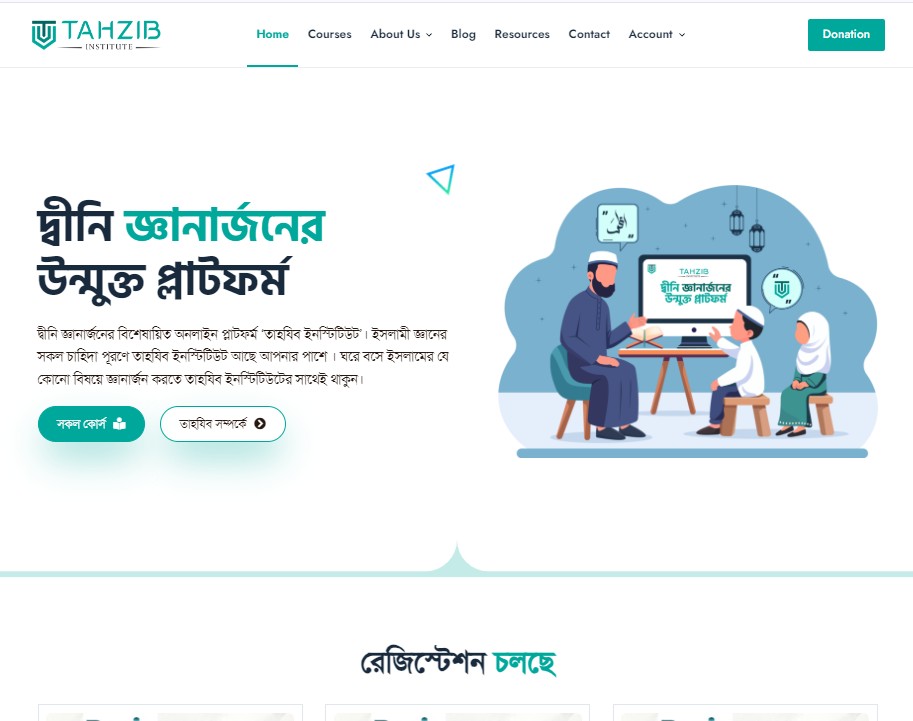 TAHZIB
INSTITUTE
Home Courses About Us Blog Resources Contact Account
Donation
দ্বীনি জ্ঞানার্জনের
উন্মুক্ত প্লাটফর্ম
দ্বীনি জ্ঞানার্জনের বিশেষায়িত অনলাইন প্লাটফর্ম 'তাহযিব ইনস্টিটিউট'। ইসলামী জ্ঞানের
সকল চাহিদা পূরণে তাহযিব ইনস্টিটিউট আছে আপনার পাশে । ঘরে বসে ইসলামের যে
কোনো বিষয়ে জ্ঞানার্জন করতে তাহযিব ইনস্টিটিউটের সাথেই থাকুন।
সকল কোর্স
তাহযিব সম্পর্কে
TAHZIB
দ্বীনি জ্ঞানার্জনের
উন্মুক্ত প্লাটফর্ম
রেজিস্টেশন চলছে